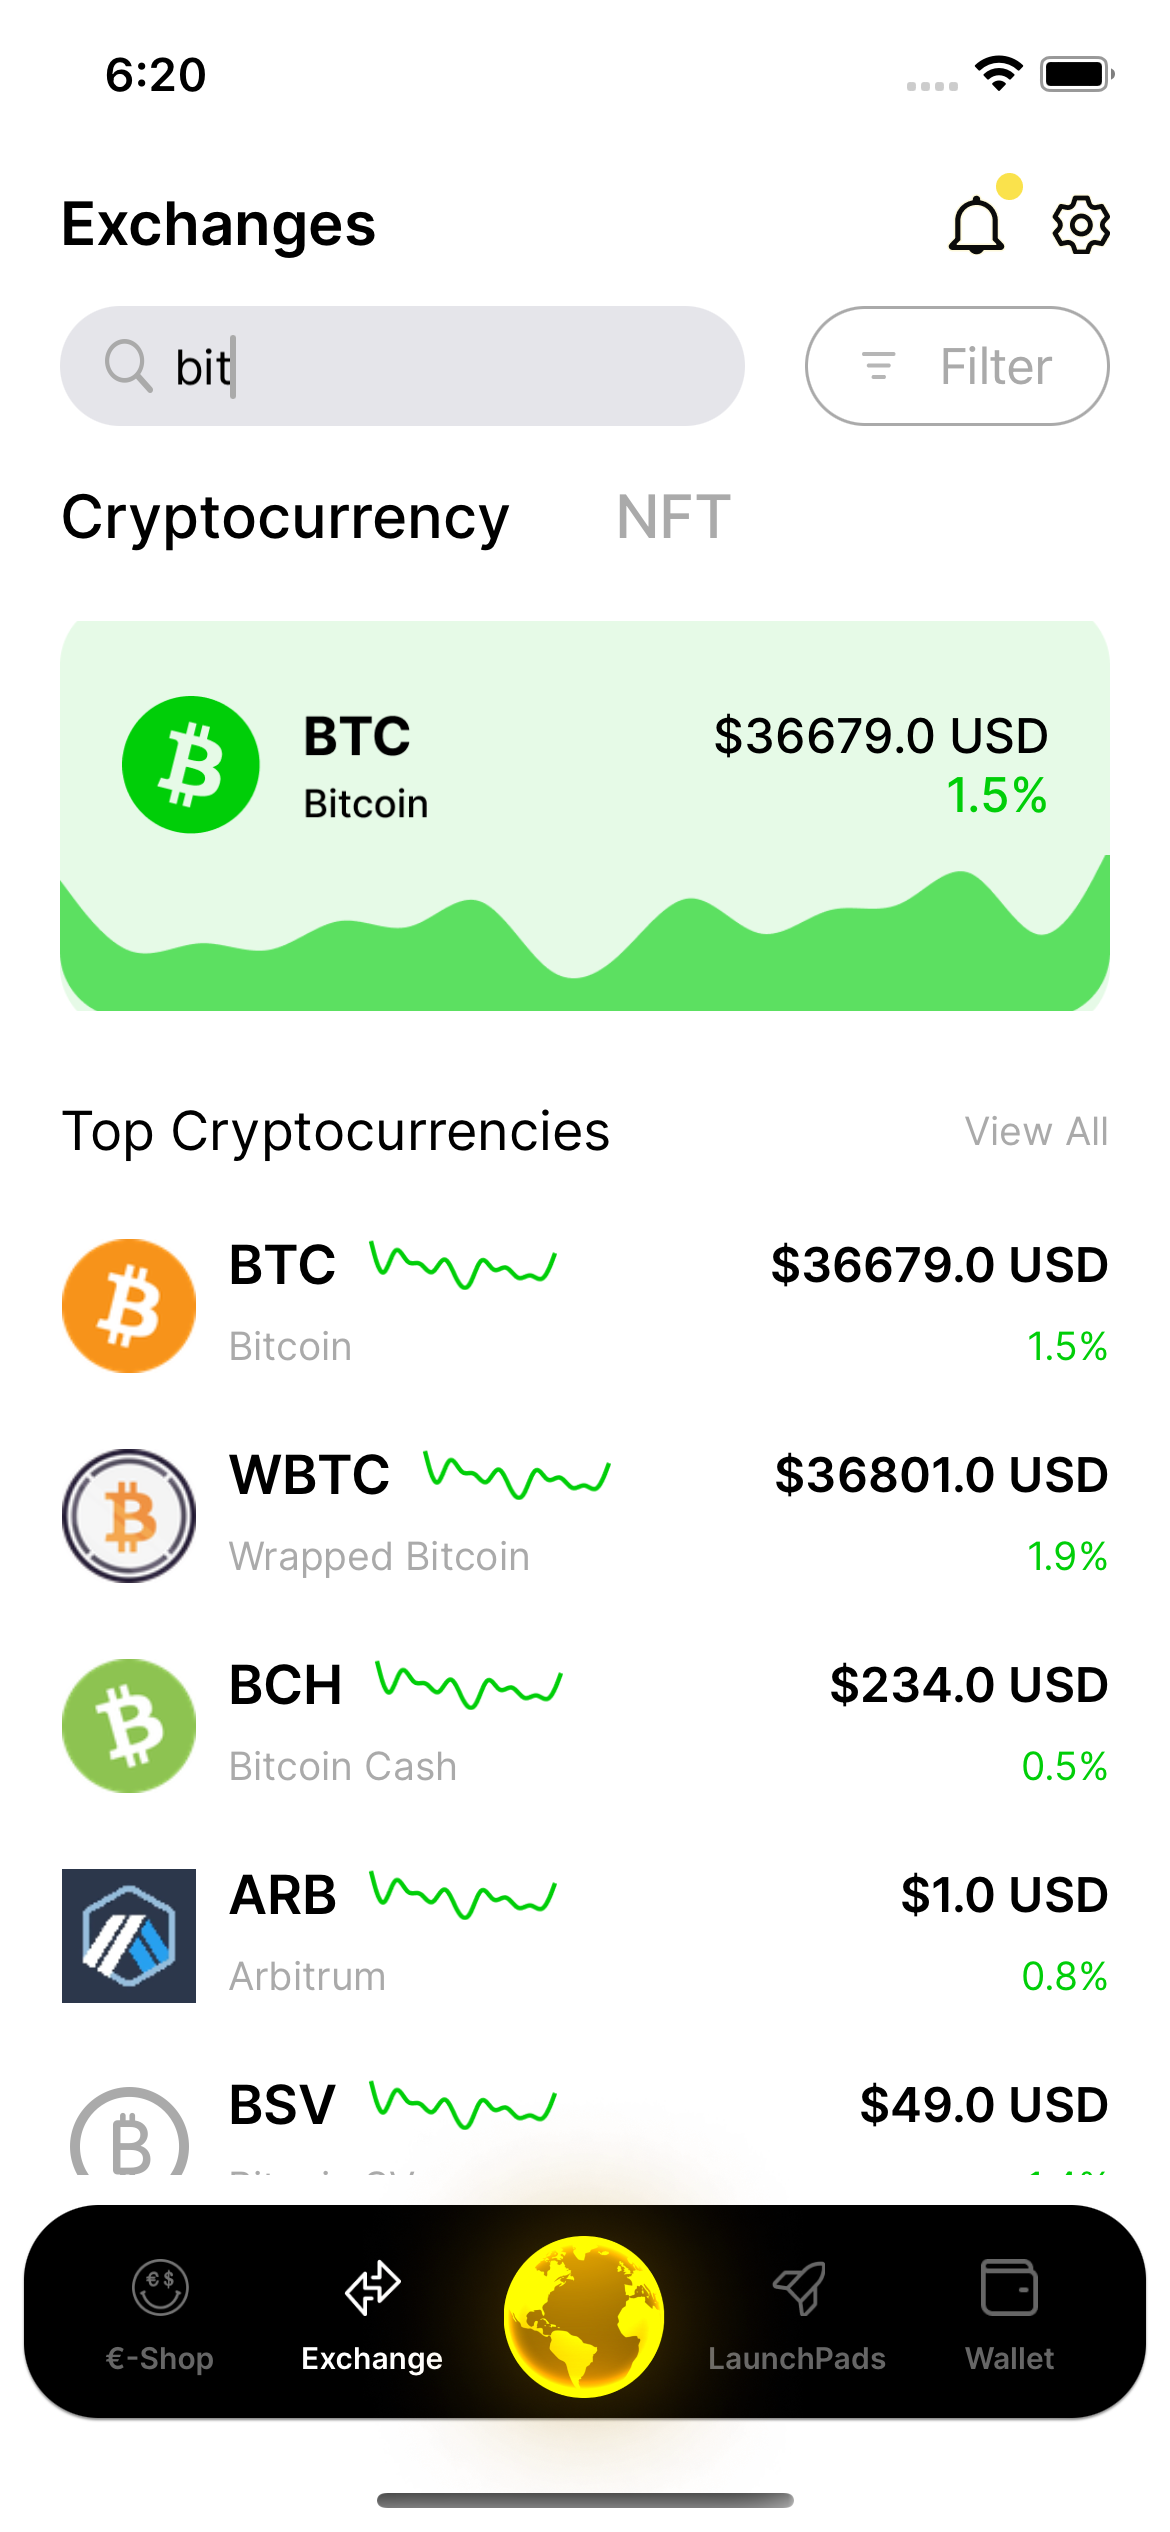 6:20
Exchanges
bit
Filter
Cryptocurrency
NFT
BTC
$36679.0 USD
Bitcoin
1.5%
Top Cryptocurrencies
View All
BTC
$36679.0 USD
Bitcoin
1.5%
WBTC
$36801.0 USD
Wrapped Bitcoin
1.9%
BCH
$234.0 USD
Bitcoin Cash
0.5%
ARB
$1.0 USD
Arbitrum
0.8%
BSV
$49.0 USD
€-Shop
Exchange
LaunchPads
Wallet